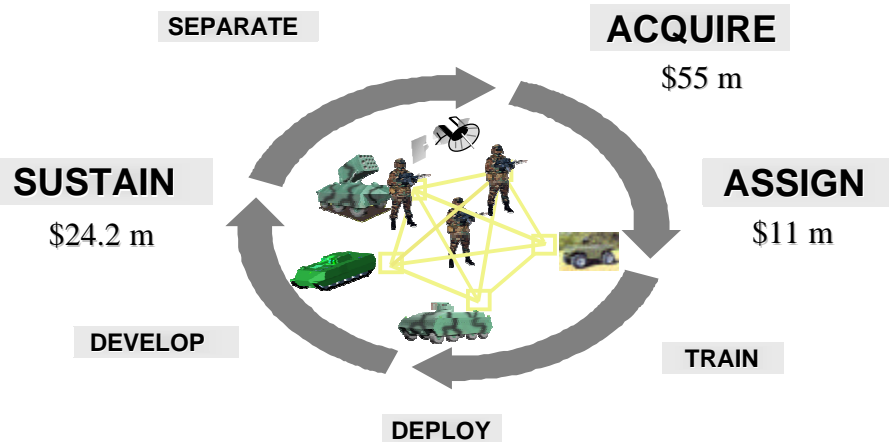 SEPARATE
ACQUIRE
$55 m
SUSTAIN
$24.2 m
ASSIGN
$11 m
DEVELOP
TRAIN
DEPLOY